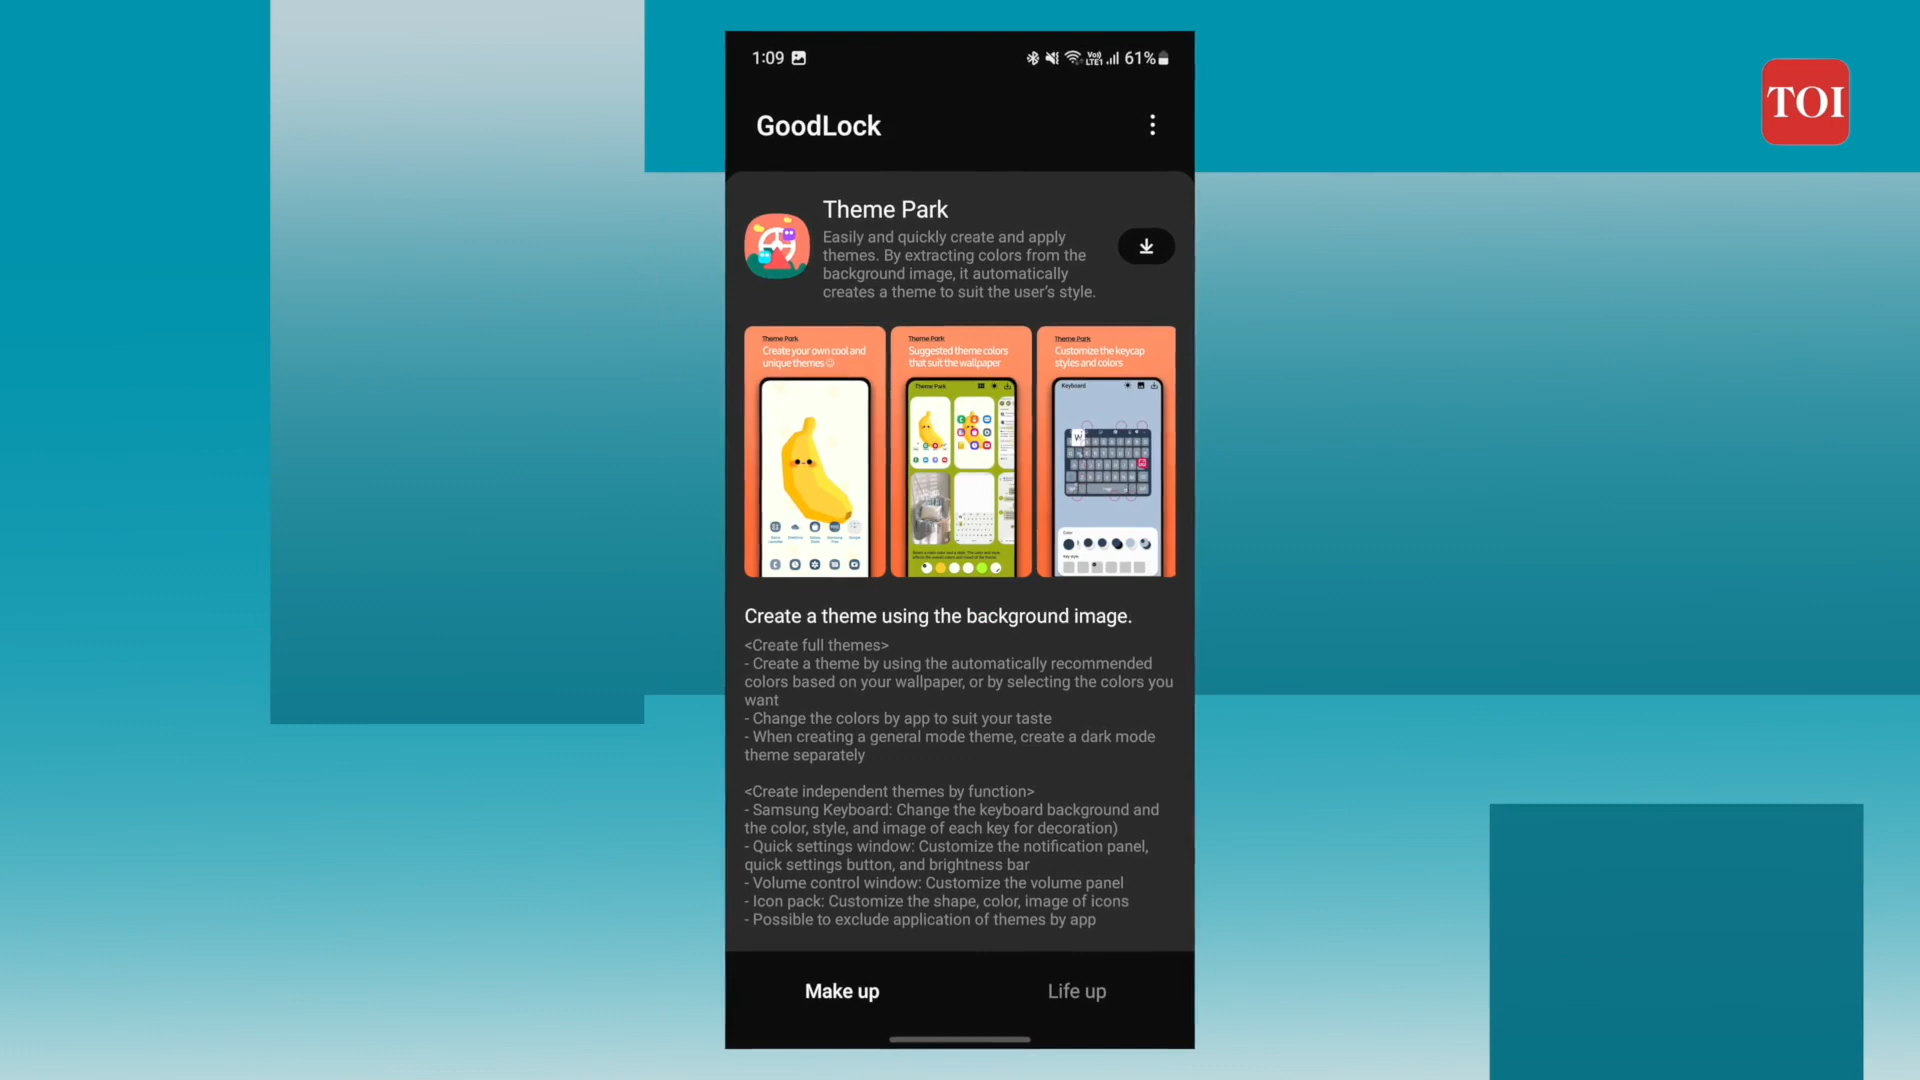 1:09
Vo)) LTE1 61%
TOI
GoodLock
Theme Park
Easily and quickly create and apply
themes. By extracting colors from the
background image, it automatically
creates a theme to suit the user's style.
Theme Park
Create your own cool and
unique themes
Theme Park
Suggested theme colors
that suit the wallpaper
Theme Park
Customize the keycap
styles and colors
Theme Park
Keyboard
Color
Create a theme using the background image.
<Create full themes>
- Create a theme by using the automatically recommended
colors based on your wallpaper, or by selecting the colors you
want
- Change the colors by app to suit your taste
- When creating a general mode theme, create a dark mode
theme separately
<Create independent themes by function>
- Samsung Keyboard: Change the keyboard background and
the color, style, and image of each key for decoration)
- Quick settings window: Customize the notification panel,
quick settings button, and brightness bar
- Volume control window: Customize the volume panel
- Icon pack: Customize the shape, color, image of icons
- Possible to exclude application of themes by app
Make up
Life up